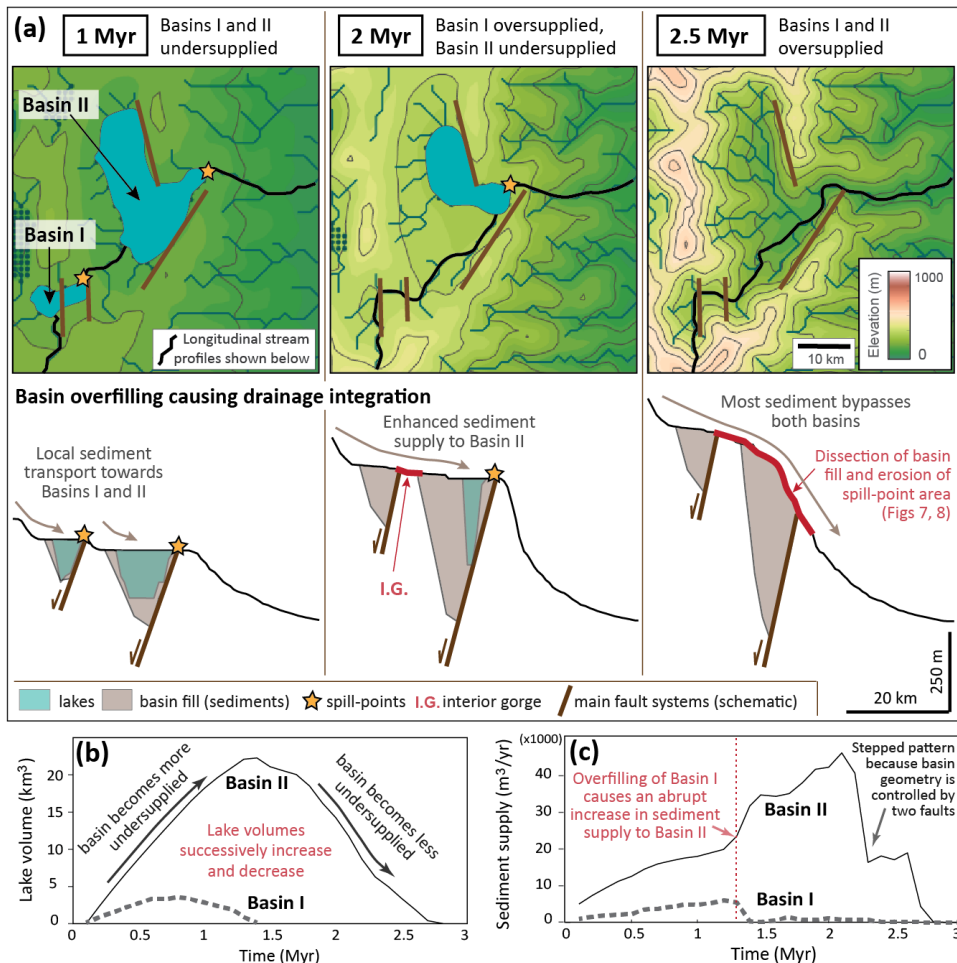 (a)
1 Myr
Basins I and II
undersupplied
2 Myr
Basin I oversupplied,
Basin II undersupplied
2.5 Myr
Basins I and II
oversupplied
Basin II
Basin I
Longitudinal stream
profiles shown below
Elevation (m)
1000
0
10 km
Basin overfilling causing drainage integration
Local sediment
transport towards
Basins I and II
Enhanced sediment
supply to Basin II
I.G.
Most sediment bypasses
both basins
Dissection of basin
fill and erosion of
spill-point area
(Figs 7, 8)
250 m
20 km
lakes
basin fill (sediments)
spill-points
I.G. interior gorge
main fault systems (schematic)
(b)
Lake volume (km³)
20
15
10
5
0
basin becomes more
undersupplied
Basin II
basin becomes less
undersupplied
Lake volumes
successively increase
and decrease
Basin I
0 0.5 1 1.5 2 2.5 3
Time (Myr)
(c)
(x1000)
Sediment supply (m³/yr)
40
30
20
10
0
Overfilling of Basin I
causes an abrupt
increase in sediment
supply to Basin II
Basin II
Stepped pattern
because basin
geometry is
controlled by
two faults
Basin I
0 0.5 1 1.5 2 2.5 3
Time (Myr)